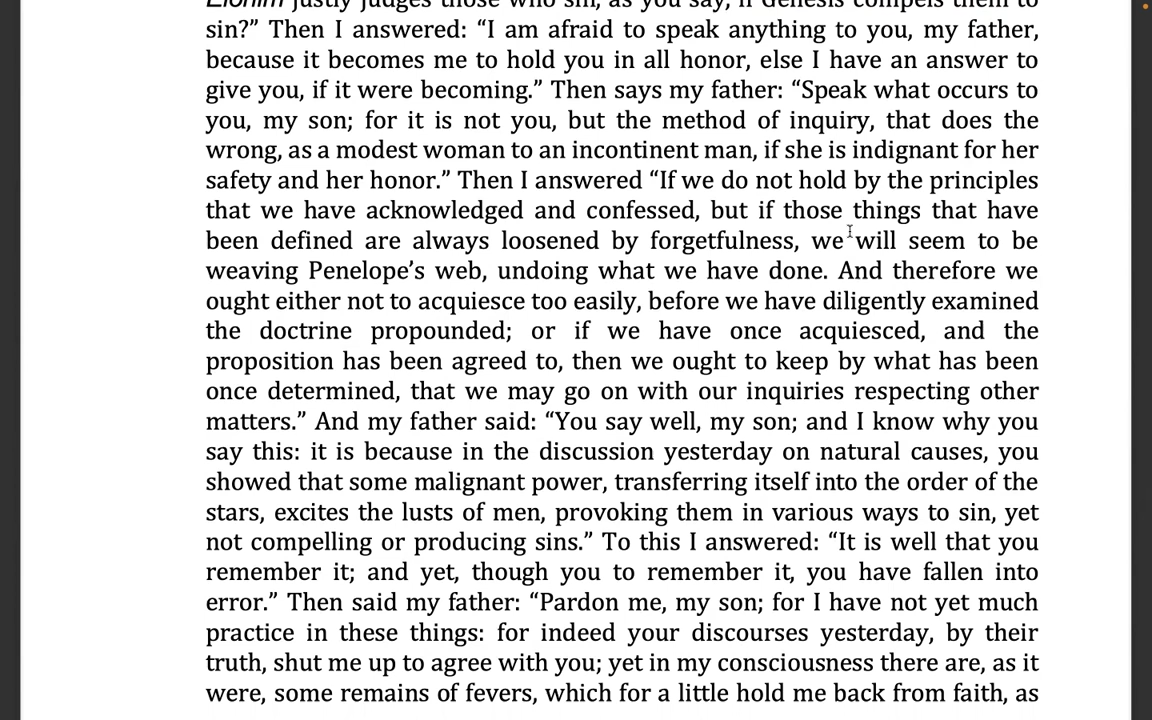 Elohim justly judges those who sin, as you say, if Genesis compels them to
sin?” Then I answered: “I am afraid to speak anything to you, my father,
because it becomes me to hold you in all honor, else I have an answer to
give you, if it were becoming.” Then says my father: “Speak what occurs to
you, my son; for it is not you, but the method of inquiry, that does the
wrong, as a modest woman to an incontinent man, if she is indignant for her
safety and her honor.” Then I answered “If we do not hold by the principles
that we have acknowledged and confessed, but if those things that have
been defined are always loosened by forgetfulness, we will seem to be
weaving Penelope’s web, undoing what we have done. And therefore we
ought either not to acquiesce too easily, before we have diligently examined
the doctrine propounded; or if we have once acquiesced, and the
proposition has been agreed to, then we ought to keep by what has been
once determined, that we may go on with our inquiries respecting other
matters.” And my father said: “You say well, my son; and I know why you
say this: it is because in the discussion yesterday on natural causes, you
showed that some malignant power, transferring itself into the order of the
stars, excites the lusts of men, provoking them in various ways to sin, yet
not compelling or producing sins.” To this I answered: “It is well that you
remember it; and yet, though you to remember it, you have fallen into
error.” Then said my father: “Pardon me, my son; for I have not yet much
practice in these things: for indeed your discourses yesterday, by their
truth, shut me up to agree with you; yet in my consciousness there are, as it
were, some remains of fevers, which for a little hold me back from faith, as